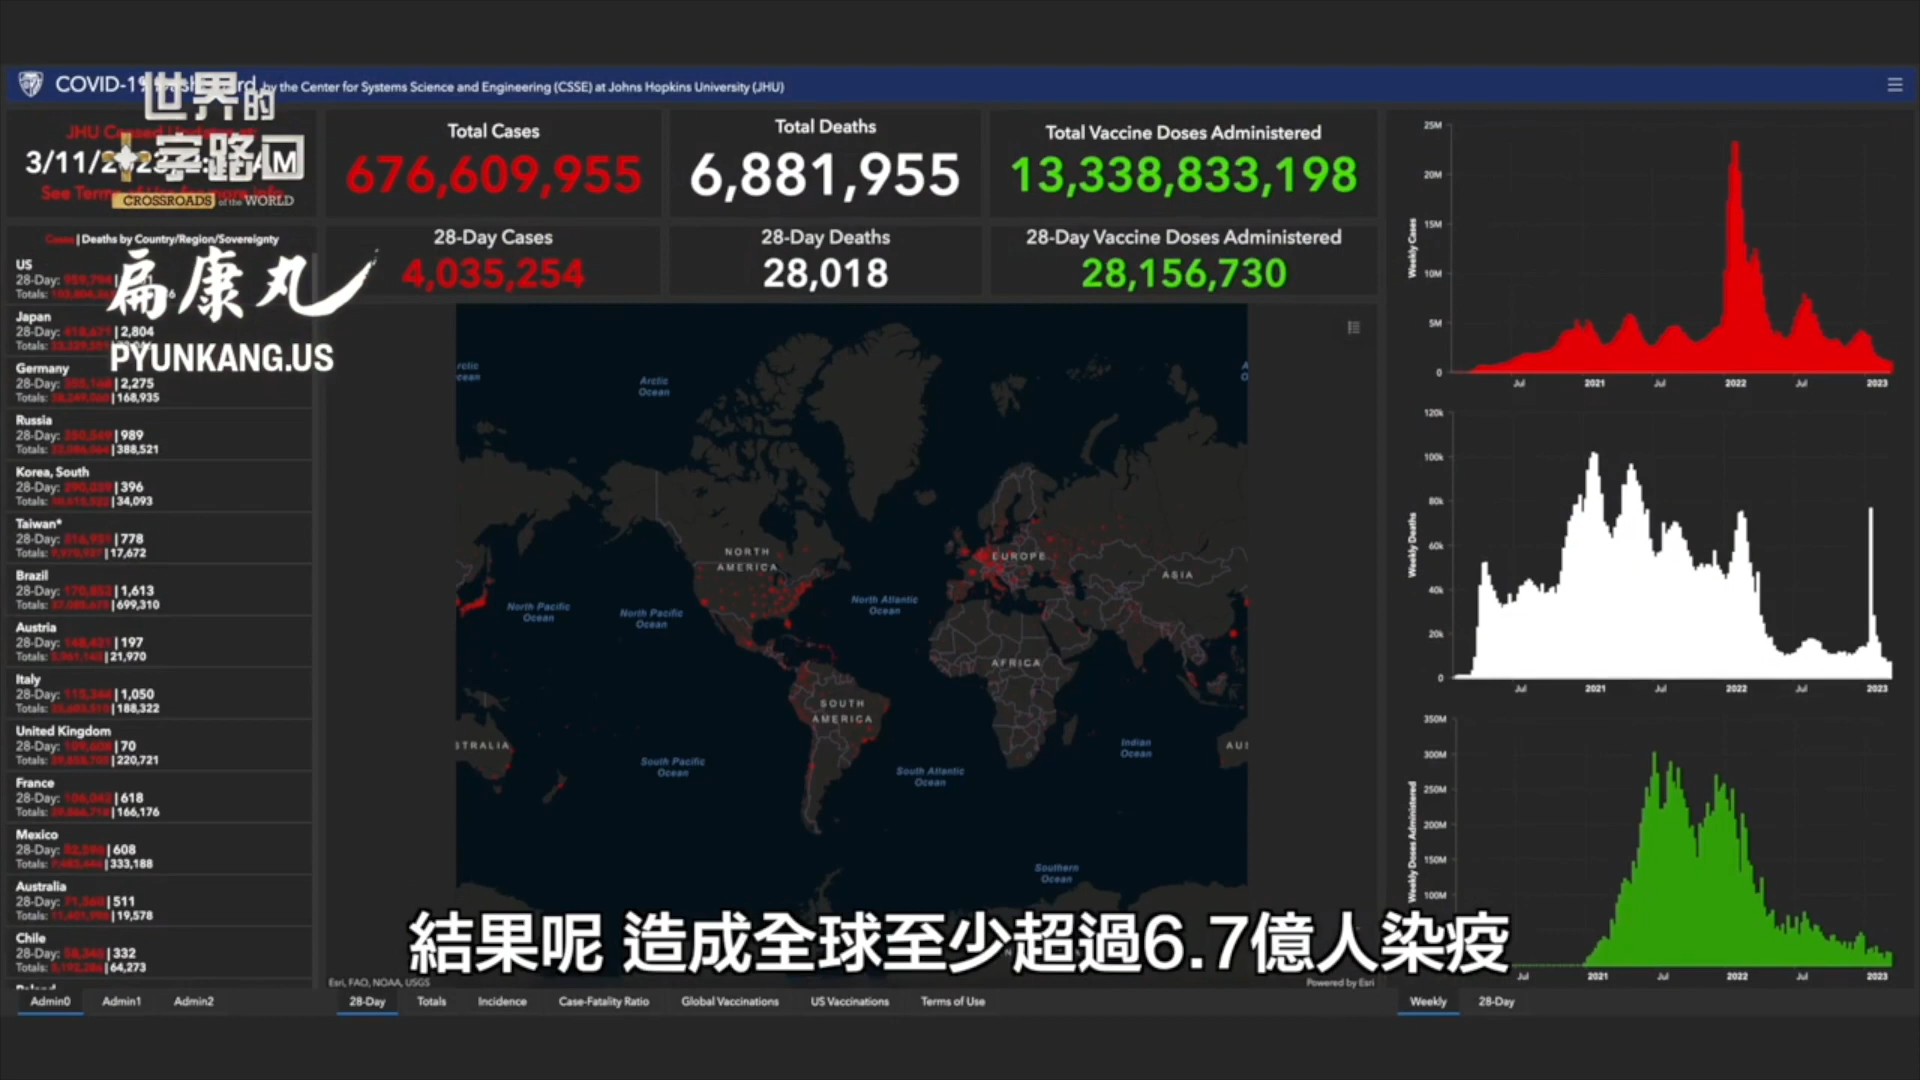 by the Center for Systems Science and Engineering (CSSE) at Johns Hopkins University (JHU)
世界的
十字路口
CROSSROADS of the WORLD
扁康丸
PYUNKANG.US
Total Cases
676,609,955
Total Deaths
6,881,955
Total Vaccine Doses Administered
13,338,833,198
28-Day Cases
4,035,254
28-Day Deaths
28,018
28-Day Vaccine Doses Administered
28,156,730
Cases | Deaths by Country/Region/Sovereignty
US
28-Day:
Totals:
Japan
28-Day: | 2,804
Totals:
Germany
28-Day: | 2,275
Totals: | 168,935
Russia
28-Day: | 989
Totals: | 388,521
Korea, South
28-Day: | 396
Totals: | 34,093
Taiwan*
28-Day: | 778
Totals: | 17,672
Brazil
28-Day: | 1,613
Totals: | 699,310
Austria
28-Day: | 197
Totals: | 21,970
Italy
28-Day: | 1,050
Totals: | 188,322
United Kingdom
28-Day: | 70
Totals: | 220,721
France
28-Day: | 618
Totals: | 166,176
Mexico
28-Day: | 608
Totals: | 333,188
Australia
28-Day: | 511
Totals: | 19,578
Chile
28-Day: | 332
Totals: | 64,273
Admin0 Admin1 Admin2
Arctic
Ocean
NORTH
AMERICA
EUROPE
ASIA
North Pacific
Ocean
North Pacific
Ocean
North Atlantic
Ocean
AFRICA
SOUTH
AMERICA
STRALIA
South Pacific
Ocean
South Atlantic
Ocean
Indian
Ocean
AUS
Southern
Ocean
Esri, FAO, NOAA, USGS
Powered by Esri
28-Day Totals Incidence Case-Fatality Ratio Global Vaccinations US Vaccinations Terms of Use
Weekly Cases
25M
20M
15M
10M
5M
0
Jul 2021 Jul 2022 Jul 2023
Weekly Deaths
120k
100k
80k
60k
40k
20k
0
Jul 2021 Jul 2022 Jul 2023
Weekly Doses Administered
350M
300M
250M
200M
150M
100M
Jul 2021 Jul 2022 Jul 2023
Weekly 28-Day
結果呢 造成全球至少超過6.7億人染疫